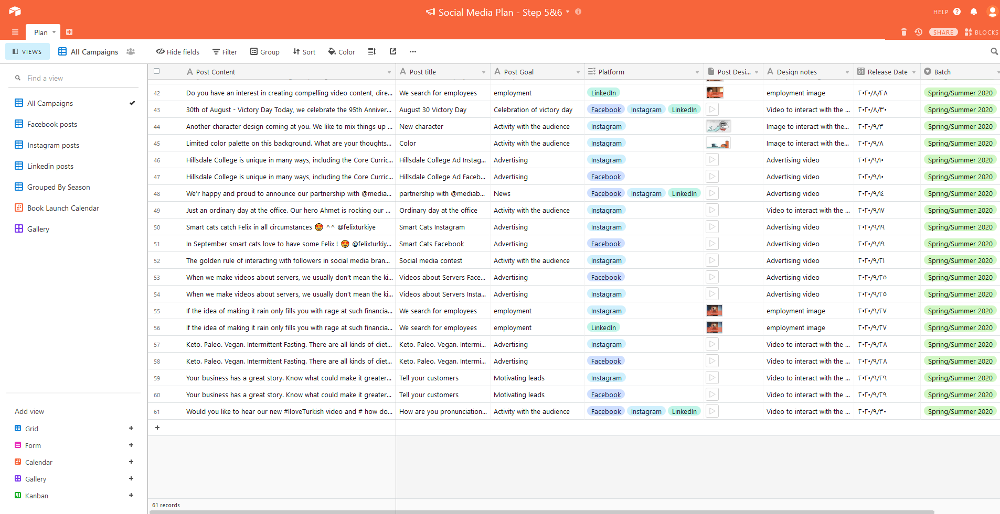 Social Media Plan - Step 5&6
HELP
Plan
SHARE BLOCKS
VIEWS All Campaigns Hide fields Filter Group Sort Color
Find a view
All Campaigns
Facebook posts
Instagram posts
Linkedin posts
Grouped By Season
Book Launch Calendar
Gallery
Add view
Grid
Form
Calendar
Gallery
Kanban
Post Content Post title Post Goal Platform Post Desi... Design notes 31 Release Date Batch
42 Do you have an interest in creating compelling video content, dire... We search for employees employment LinkedIn employment image ٢٠٢٠/٨/٢٨ Spring/Summer 2020
43 30th of August - Victory Day Today, we celebrate the 95th Anniver... August 30 Victory Day Celebration of victory day Facebook Instagram LinkedIn Video to interact with the ... ٢٠٢٠/٨/٣٠ Spring/Summer 2020
44 Another character design coming at you. We like to mix things up ... New character Activity with the audience Instagram Image to interact with the... ٢٠٢٠/٩/٣ Spring/Summer 2020
45 Limited color palette on this background. What are your thoughts... Color Activity with the audience Instagram Image to interact with the... ٢٠٢٠/٩/٨ Spring/Summer 2020
46 Hillsdale College is unique in many ways, including the Core Curric... Hillsdale College Ad Instag... Advertising Instagram Advertising video ٢٠٢٠/٩/١٠ Spring/Summer 2020
47 Hillsdale College is unique in many ways, including the Core Curric... Hillsdale College Ad Faceb... Advertising Facebook Advertising video ٢٠٢٠/٩/١٠ Spring/Summer 2020
48 We'r happy and proud to announce our partnership with @media... partnership with @mediab... News Facebook Instagram LinkedIn Advertising video ٢٠٢٠/٩/١٤ Spring/Summer 2020
49 Just an ordinary day at the office. Our hero Ahmet is rocking our ... Ordinary day at the office Activity with the audience Instagram Video to interact with the ... ٢٠٢٠/٩/١٧ Spring/Summer 2020
50 Smart cats catch Felix in all circumstances 😍 ^^ @felixturkiye Smart Cats Instagram Advertising Instagram Advertising video ٢٠٢٠/٩/١٩ Spring/Summer 2020
51 In September smart cats love to have some Felix ! 😍 @felixturkiy... Smart Cats Facebook Advertising Facebook Advertising video ٢٠٢٠/٩/١٩ Spring/Summer 2020
52 The golden rule of interacting with followers in social media bran... Social media contest Activity with the audience Instagram Advertising video ٢٠٢٠/٩/٢١ Spring/Summer 2020
53 When we make videos about servers, we usually don't mean the ki... Videos about Servers Face... Advertising Facebook Advertising video ٢٠٢٠/٩/٢٥ Spring/Summer 2020
54 When we make videos about servers, we usually don't mean the ki... Videos about Servers Insta... Advertising Instagram Advertising video ٢٠٢٠/٩/٢٥ Spring/Summer 2020
55 If the idea of making it rain only fills you with rage at such financia... We search for employees employment Instagram employment image ٢٠٢٠/٩/٢٧ Spring/Summer 2020
56 If the idea of making it rain only fills you with rage at such financia... We search for employees employment LinkedIn employment image ٢٠٢٠/٩/٢٧ Spring/Summer 2020
57 Keto. Paleo. Vegan. Intermittent Fasting. There are all kinds of diet... Keto. Paleo. Vegan. Intermi... Advertising Instagram Video to interact with the ... ٢٠٢٠/٩/٢٨ Spring/Summer 2020
58 Keto. Paleo. Vegan. Intermittent Fasting. There are all kinds of diet... Keto. Paleo. Vegan. Intermi... Advertising Facebook Video to interact with the ... ٢٠٢٠/٩/٢٨ Spring/Summer 2020
59 Your business has a great story. Know what could make it greater... Tell your customers Motivating leads Instagram Video to interact with the ... ٢٠٢٠/٩/٢٩ Spring/Summer 2020
60 Your business has a great story. Know what could make it greater... Tell your customers Motivating leads Facebook Video to interact with the ... ٢٠٢٠/٩/٢٩ Spring/Summer 2020
61 Would you like to hear our new #IloveTurkish video and # how do... How are you pronunciation... Activity with the audience Facebook Instagram LinkedIn Video to interact with the ... ٢٠٢٠/٩/٣٠ Spring/Summer 2020
61 records